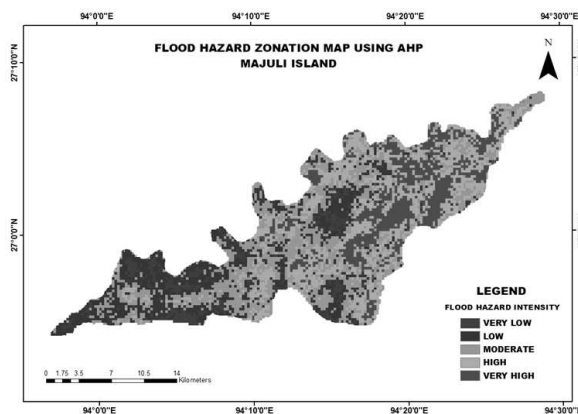 94°0'0"E 94°10'0"E 94°20'0"E 94°30'0"E
FLOOD HAZARD ZONATION MAP USING AHP
MAJULI ISLAND
N
27°10'0"N
27°0'0"N
LEGEND
FLOOD HAZARD INTENSITY
VERY LOW
LOW
MODERATE
HIGH
VERY HIGH
0 1.75 3.5 7 10.5 14
Kilometers
94°0'0"E 94°10'0"E 94°20'0"E 94°30'0"E